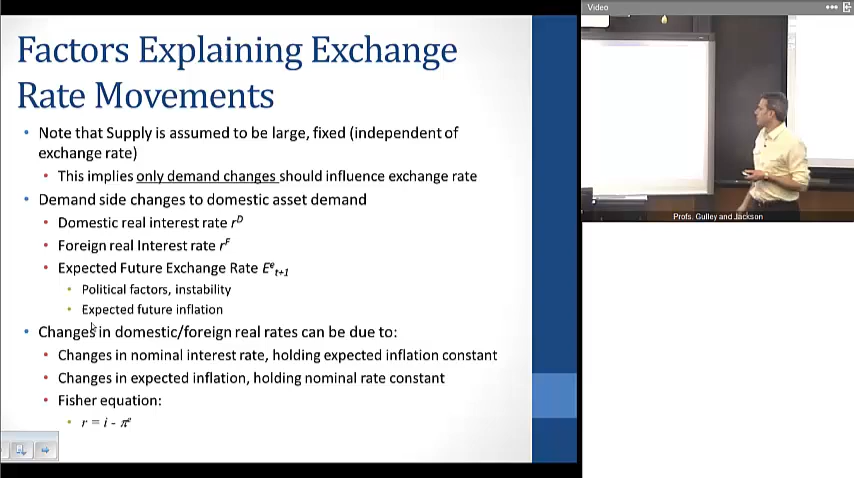 Factors Explaining Exchange
Rate Movements
• Note that Supply is assumed to be large, fixed (independent of
exchange rate)
• This implies only demand changes should influence exchange rate
• Demand side changes to domestic asset demand
• Domestic real interest rate r^D
• Foreign real Interest rate r^F
• Expected Future Exchange Rate E^e_{t+1}
• Political factors, instability
• Expected future inflation
• Changes in domestic/foreign real rates can be due to:
• Changes in nominal interest rate, holding expected inflation constant
• Changes in expected inflation, holding nominal rate constant
• Fisher equation:
• r = i - π^e
Video
Profs. Gulley and Jackson